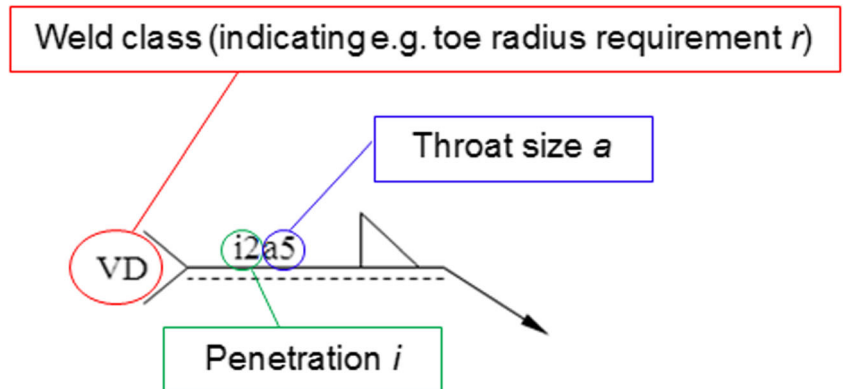 Weld class (indicating e.g. toe radius requirement r)
Throat size a
i2a5
VD
Penetration i